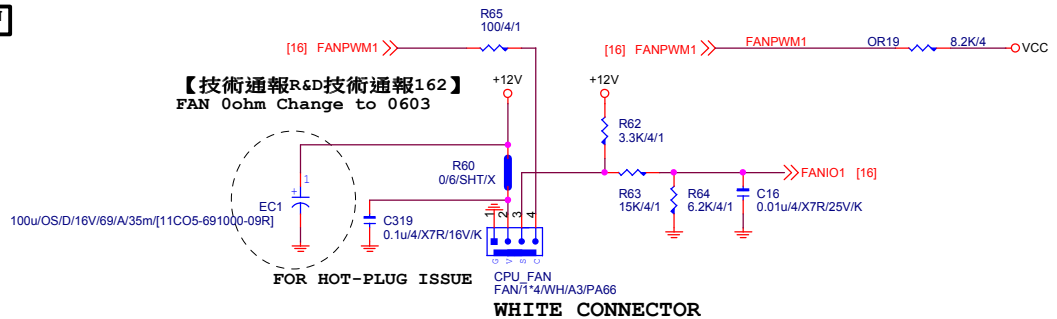 R65
100/4/1
[16] FANPWM1
[16] FANPWM1
FANPWM1
OR19
8.2K/4
VCC
【技術通報R&D技術通報162】
FAN 0ohm Change to 0603
+12V
+12V
R62
3.3K/4/1
R60
0/6/SHT/X
FANIO1 [16]
R63
15K/4/1
R64
6.2K/4/1
C16
0.01u/4/X7R/25V/K
+ 1
EC1
100u/OS/D/16V/69/A/35m/[11CO5-691000-09R]
C319
0.1u/4/X7R/16V/K
1 2 3 4
G V S C
FOR HOT-PLUG ISSUE
CPU_FAN
FAN/1*4/WH/A3/PA66
WHITE CONNECTOR